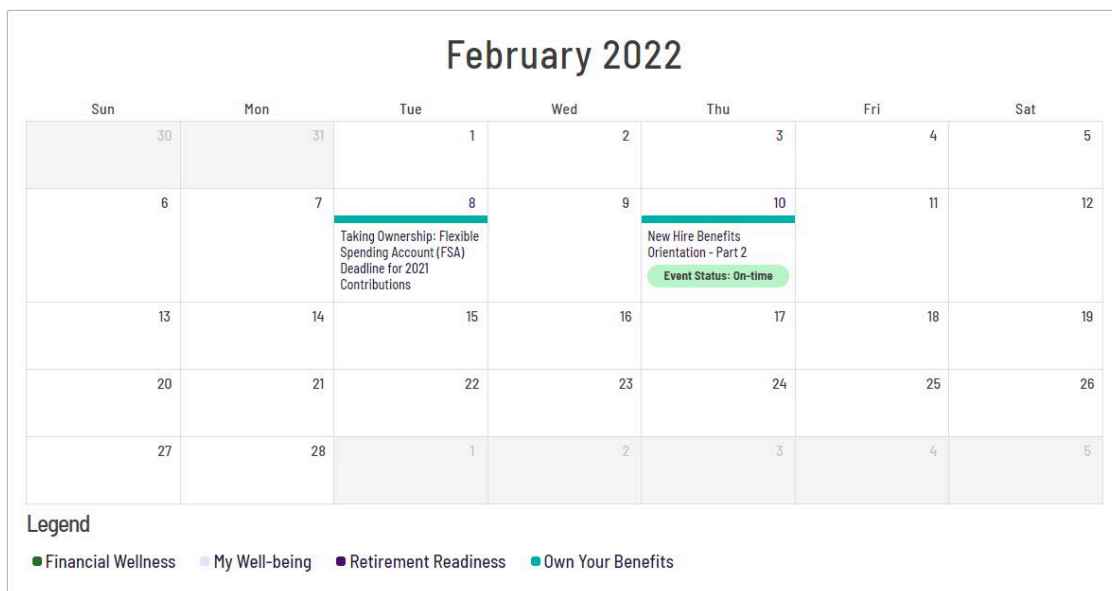 February 2022
Sun Mon Tue Wed Thu Fri Sat
30 31 1 2 3 4 5
6 7 8 9 10 11 12
Taking Ownership: Flexible
Spending Account (FSA)
Deadline for 2021
Contributions
New Hire Benefits
Orientation - Part 2
Event Status: On-time
13 14 15 16 17 18 19
20 21 22 23 24 25 26
27 28 1 2 3 4 5
Legend
Financial Wellness My Well-being Retirement Readiness Own Your Benefits